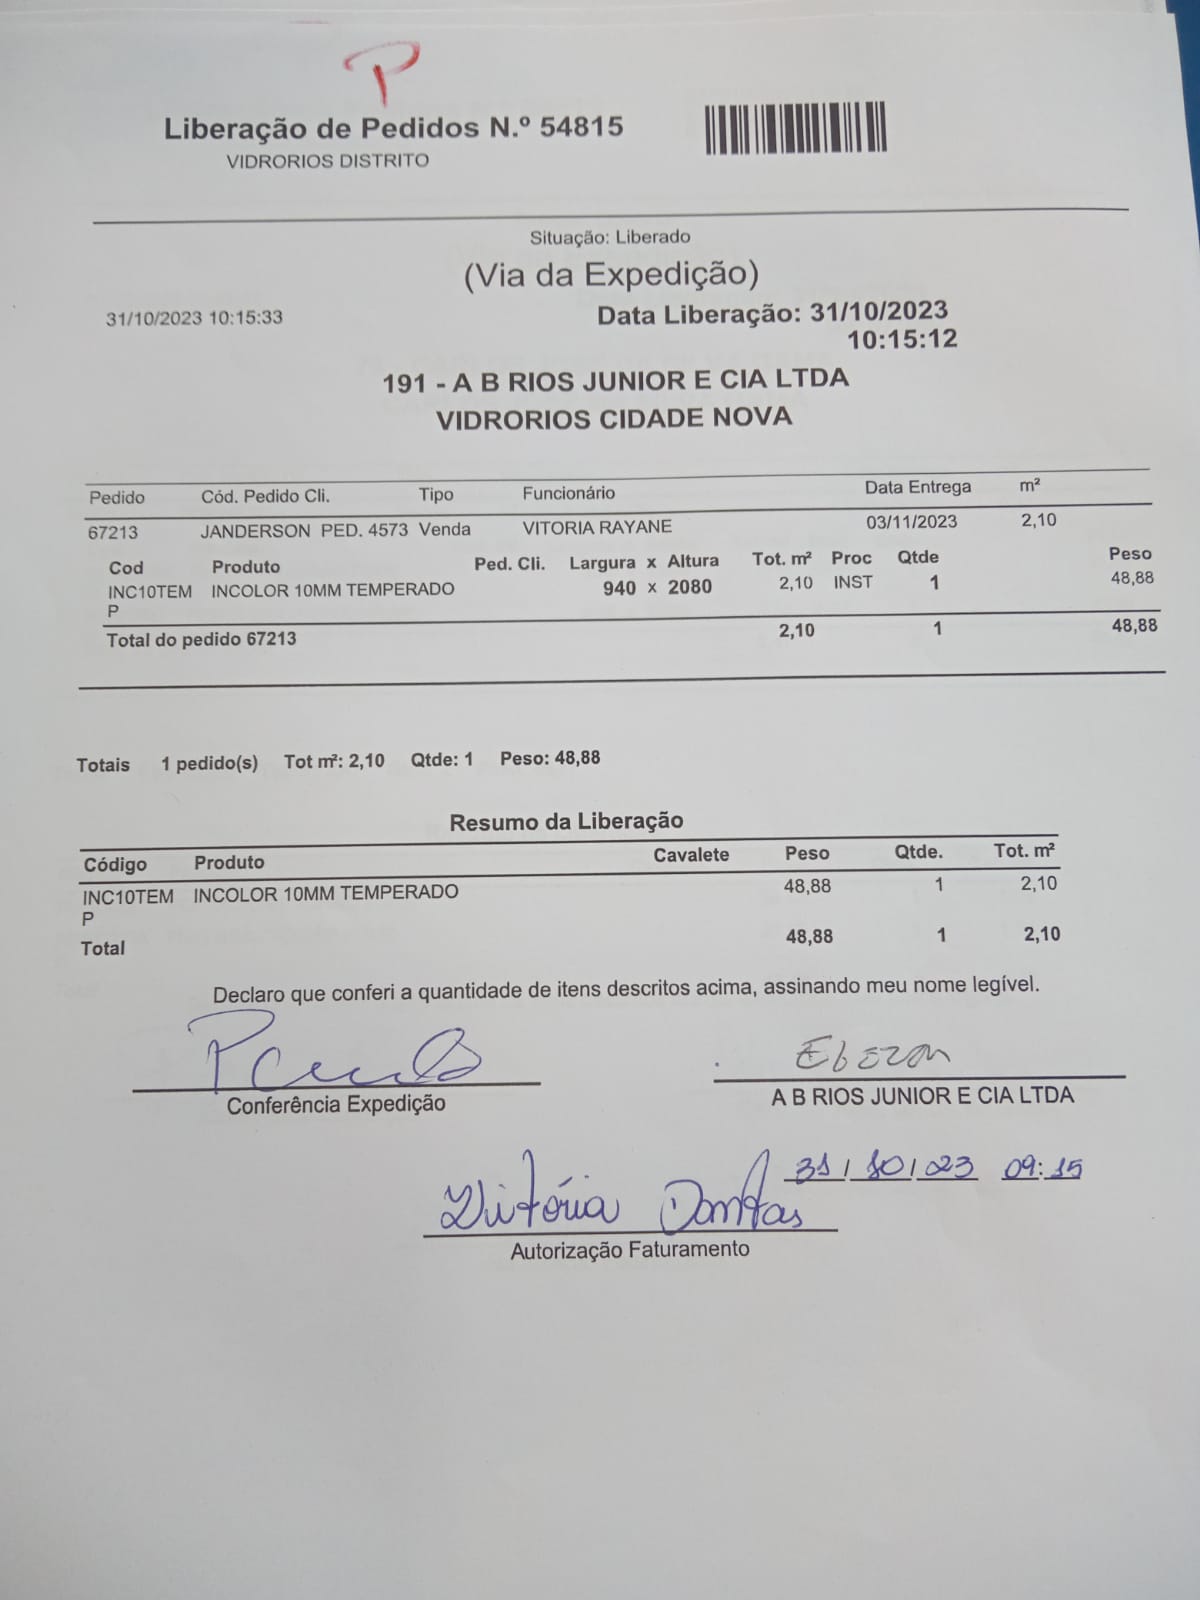 P
Liberação de Pedidos N.º 54815
VIDRORIOS DISTRITO
Situação: Liberado
(Via da Expedição)
31/10/2023 10:15:33
Data Liberação: 31/10/2023
10:15:12
191 - A B RIOS JUNIOR E CIA LTDA
VIDRORIOS CIDADE NOVA
Pedido Cód. Pedido Cli. Tipo Funcionário Data Entrega m²
67213 JANDERSON PED. 4573 Venda VITORIA RAYANE 03/11/2023 2,10
Cod Produto Ped. Cli. Largura x Altura Tot. m² Proc Qtde Peso
INC10TEM INCOLOR 10MM TEMPERADO 940 x 2080 2,10 INST 1 48,88
P
Total do pedido 67213 2,10 1 48,88
Totais 1 pedido(s) Tot m²: 2,10 Qtde: 1 Peso: 48,88
Resumo da Liberação
Código Produto Cavalete Peso Qtde. Tot. m²
INC10TEM INCOLOR 10MM TEMPERADO 48,88 1 2,10
P
Total 48,88 1 2,10
Declaro que conferi a quantidade de itens descritos acima, assinando meu nome legível.
Conferência Expedição
A B RIOS JUNIOR E CIA LTDA
31/10/23 09:15
Vitória Dantas
Autorização Faturamento